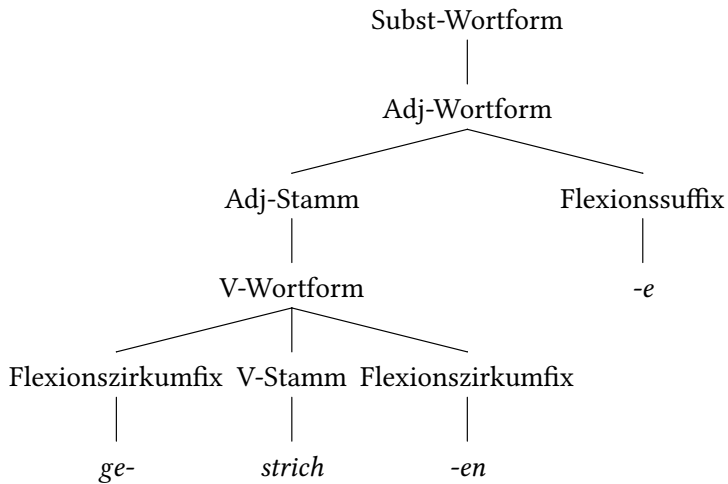 Subst-Wortform
Adj-Wortform
Adj-Stamm Flexionssuffix
V-Wortform -e
Flexionszirkumfix V-Stamm Flexionszirkumfix
ge- strich -en